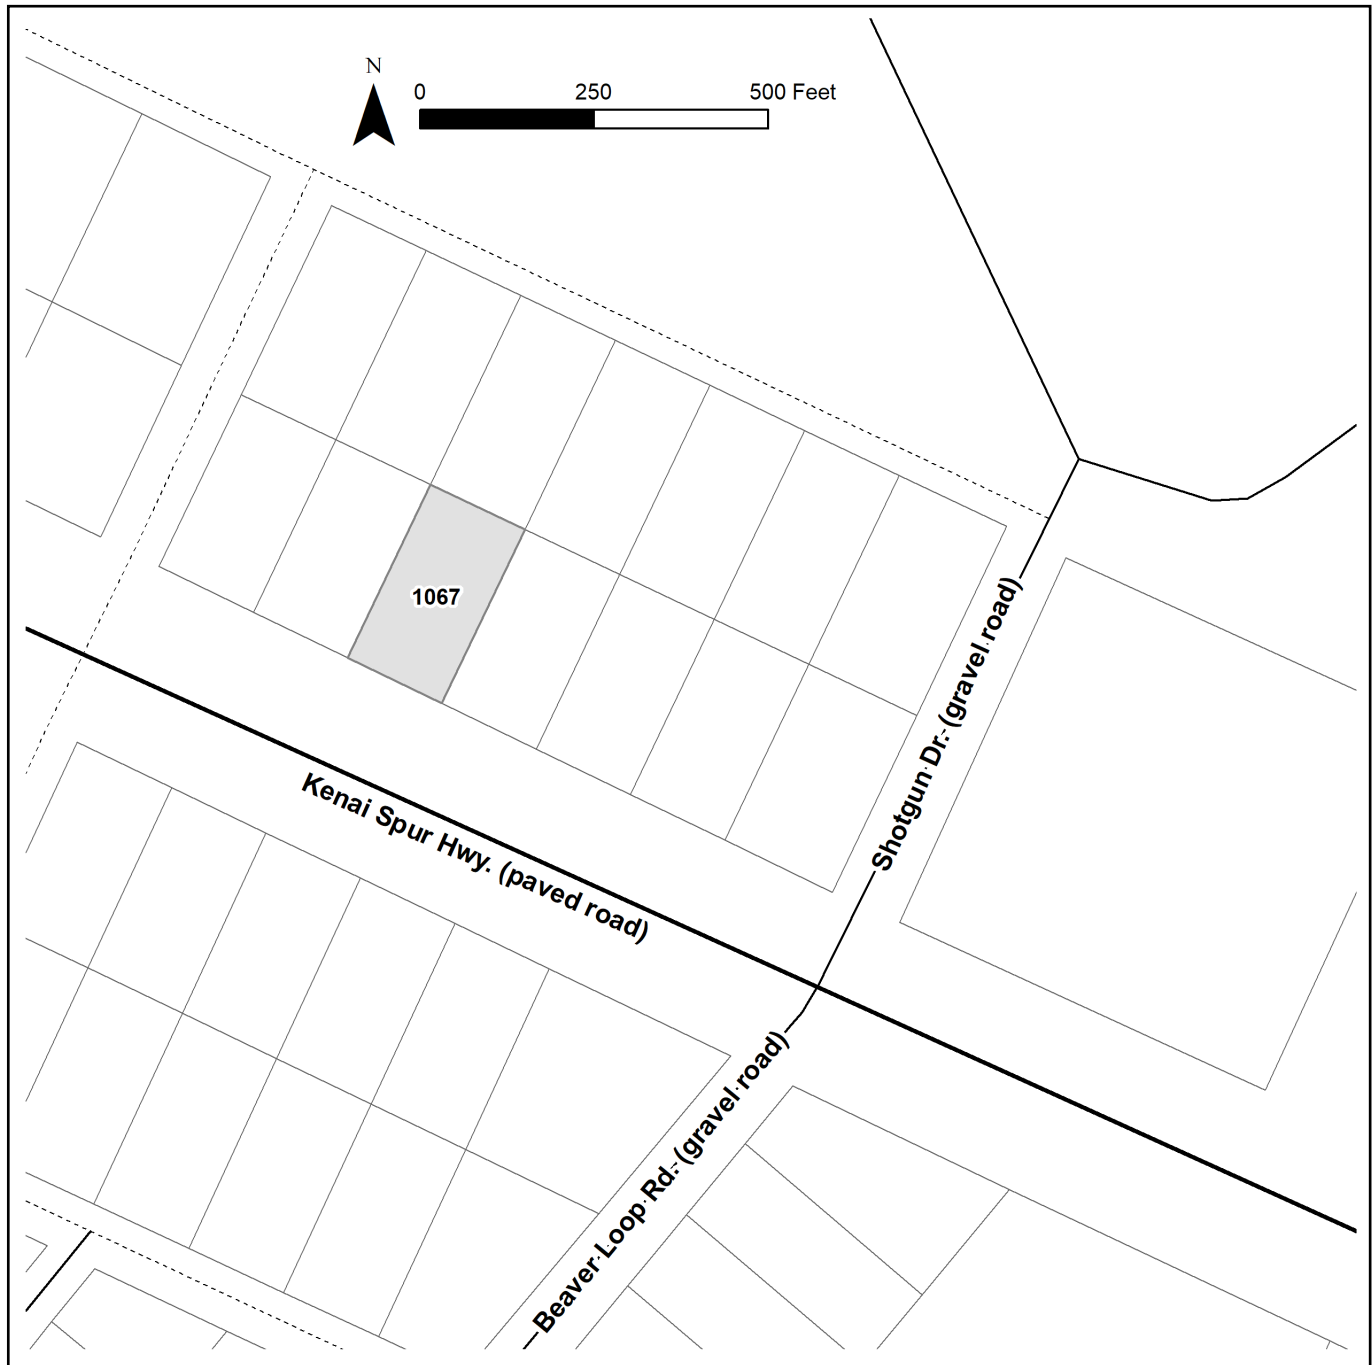 N
0 250 500 Feet
1067
Shotgun Dr. (gravel road)
Kenai Spur Hwy. (paved road)
Beaver Loop Rd. (gravel road)